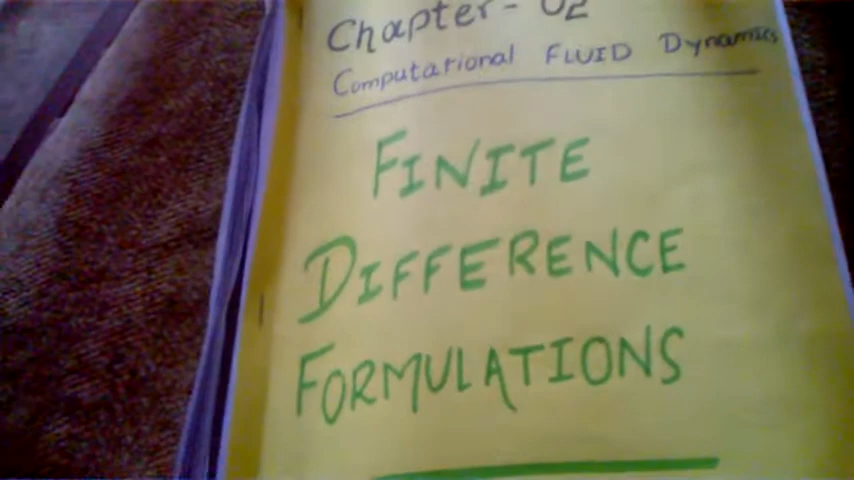 Chapter - 02
Computational FLUID Dynamics
FINITE
DIFFERENCE
FORMULATIONS